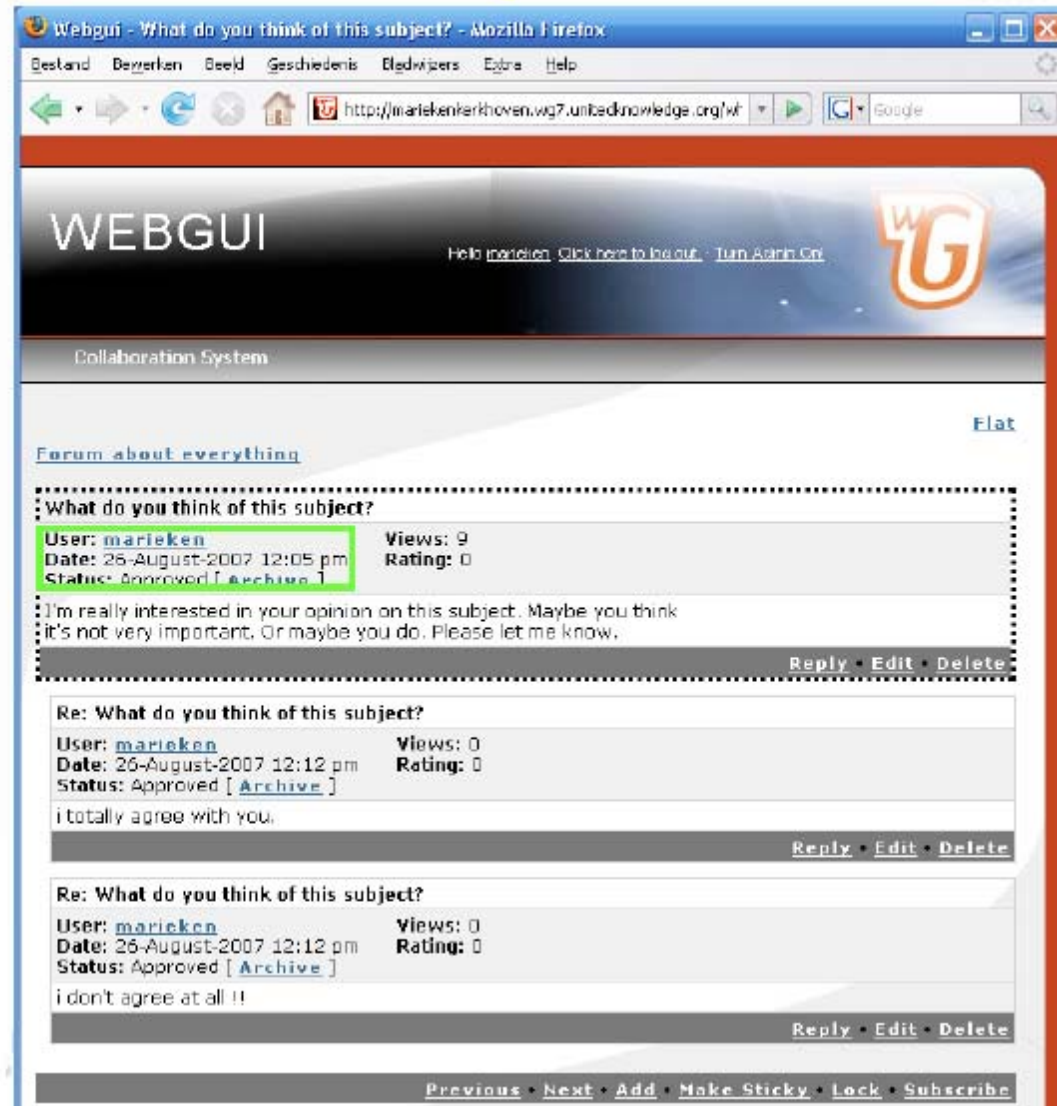 Webgui - What do you think of this subject? - Mozilla Firefox
Bestand Bewerken Beeld Geschiedenis Bladwijzers Extra Help
http://mariekenkerkhoven.wg7.unitedknowledge.org/wh
G Google
WEBGUI
Hello marieken. Click here to log out. · Turn Admin On!
WG
Collaboration System
Flat
Forum about everything
What do you think of this subject?
User: marieken Views: 9
Date: 26-August-2007 12:05 pm Rating: 0
Status: Approved [ Archive ]
I'm really interested in your opinion on this subject. Maybe you think
it's not very important. Or maybe you do. Please let me know.
Reply • Edit • Delete
Re: What do you think of this subject?
User: marieken Views: 0
Date: 26-August-2007 12:12 pm Rating: 0
Status: Approved [ Archive ]
i totally agree with you.
Reply • Edit • Delete
Re: What do you think of this subject?
User: marieken Views: 0
Date: 26-August-2007 12:12 pm Rating: 0
Status: Approved [ Archive ]
i don't agree at all !!
Reply • Edit • Delete
Previous • Next • Add • Make Sticky • Lock • Subscribe